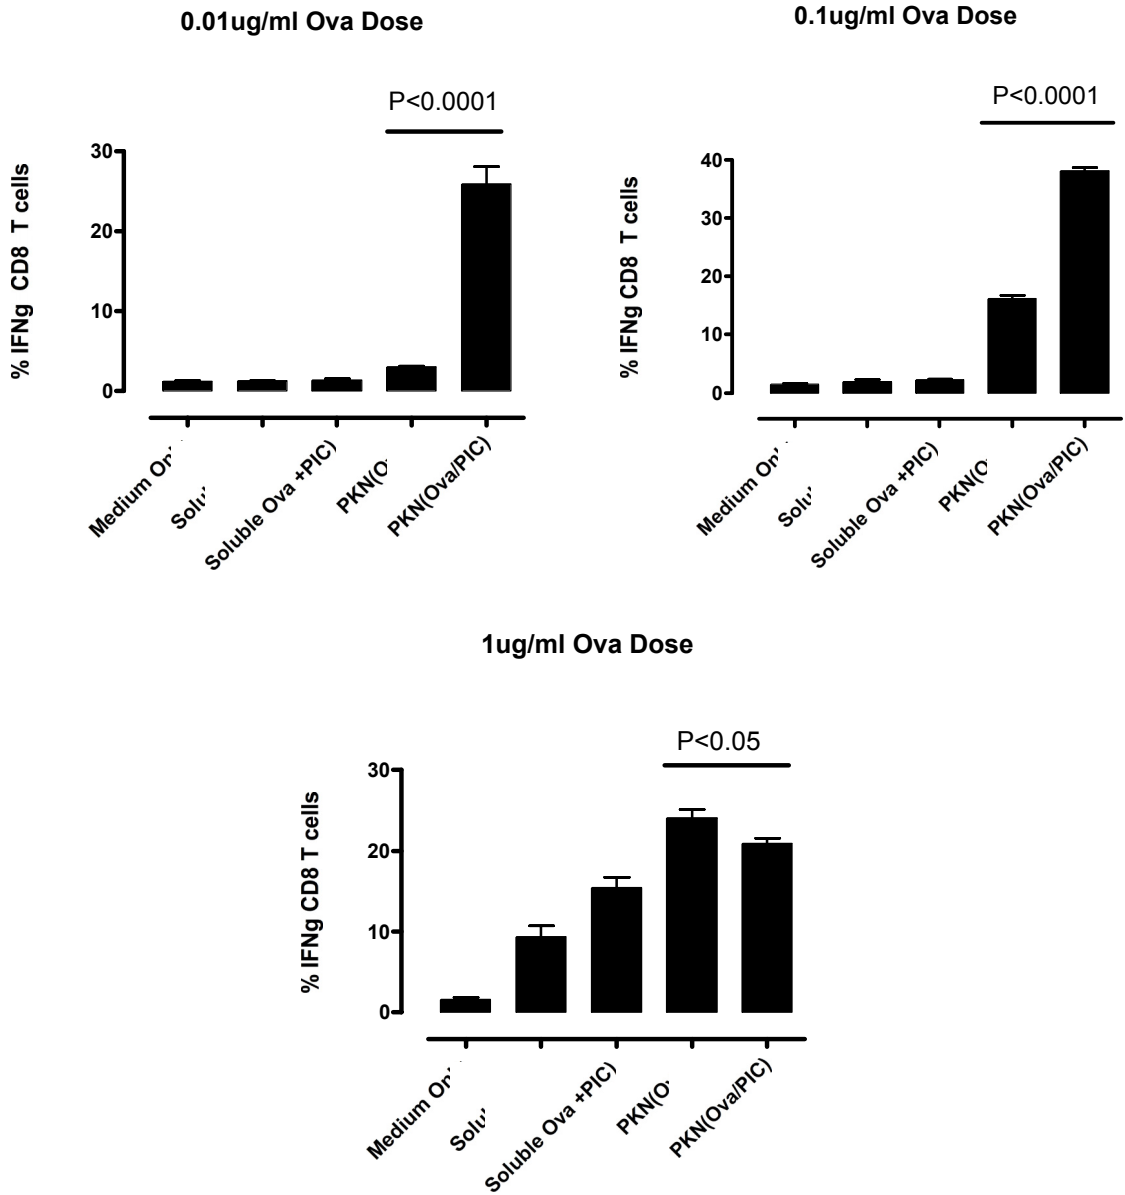 0.01ug/ml Ova Dose
P<0.0001
% IFNg CD8 T cells
30
20
10
0
Medium
Soluble Ova +PIC)
PKN(Ova/PIC)
0.1ug/ml Ova Dose
P<0.0001
% IFNg CD8 T cells
40
30
20
10
0
Medium
Soluble Ova +PIC)
PKN(Ova/PIC)
1ug/ml Ova Dose
P<0.05
% IFNg CD8 T cells
30
20
10
0
Medium
Soluble Ova +PIC)
PKN(Ova/PIC)